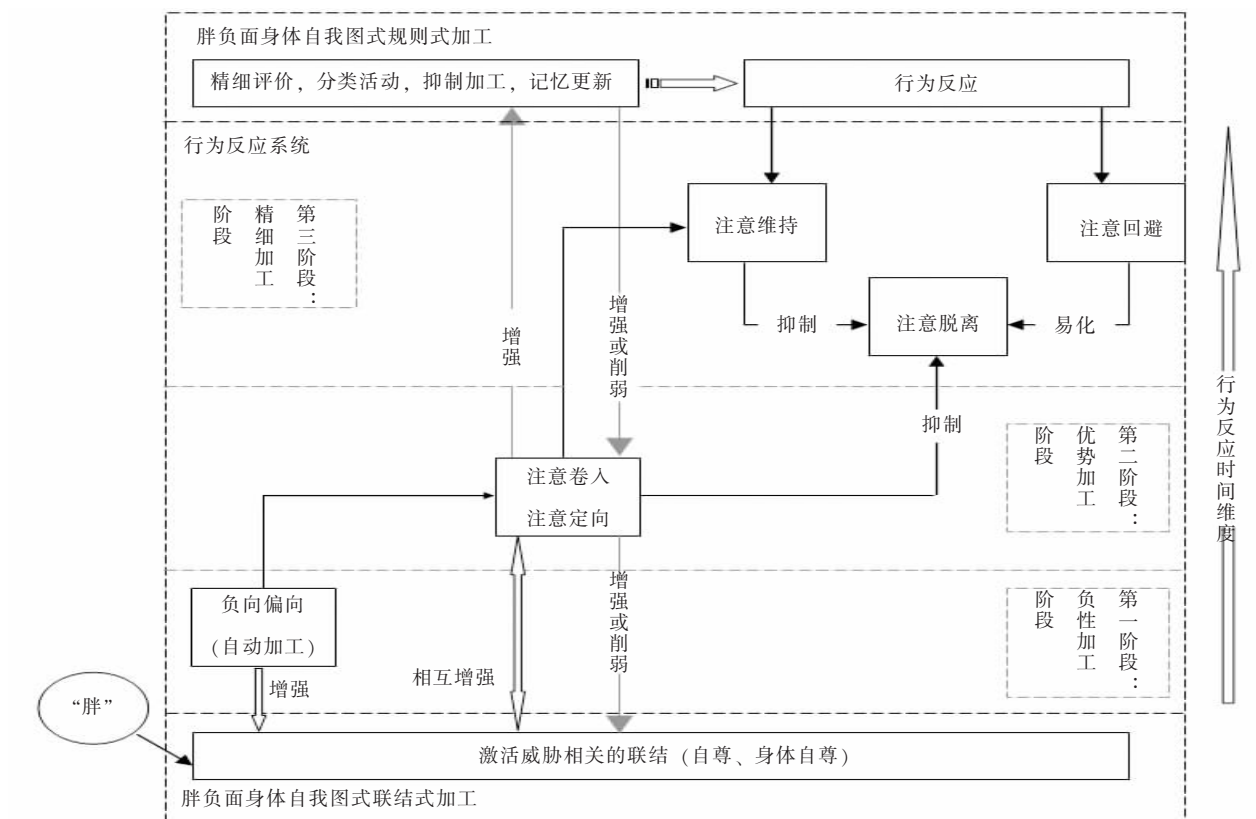 胖负面身体自我图式规则式加工
精细评价，分类活动，抑制加工，记忆更新
行为反应
行为反应系统
第三阶段：
精细加工
阶段
注意维持
注意回避
增强
增强或削弱
抑制
注意脱离
易化
抑制
第二阶段：
优势加工
阶段
注意卷入
注意定向
行为反应时间维度
负向偏向
(自动加工)
增强或削弱
第一阶段：
负性加工
阶段
增强
相互增强
“胖”
激活威胁相关的联结 (自尊、身体自尊)
胖负面身体自我图式联结式加工